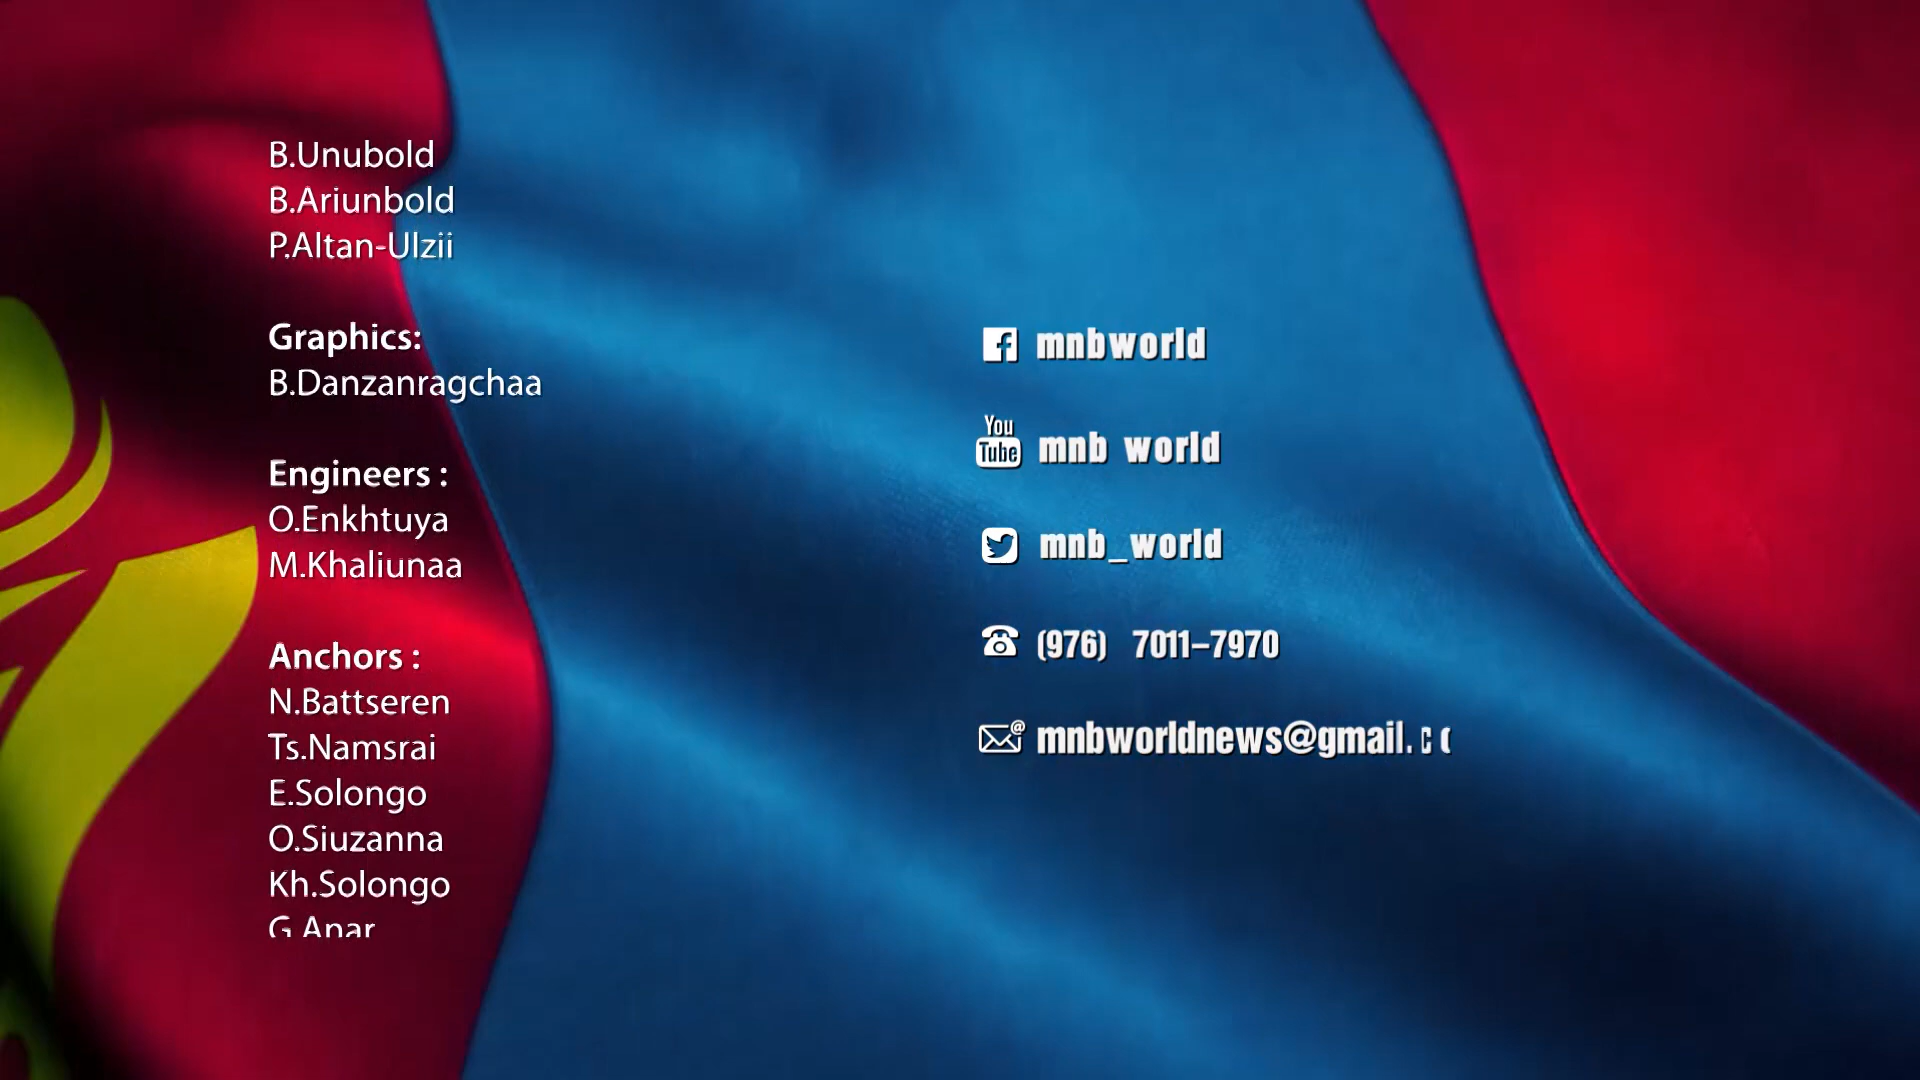 B.Unubold
B.Ariunbold
P.Altan-Ulzii
Graphics:
B.Danzanragchaa
Engineers :
O.Enkhtuya
M.Khaliunaa
Anchors :
N.Battseren
Ts.Namsrai
E.Solongo
O.Siuzanna
Kh.Solongo
G.Anar
mnbworld
You Tube mnb world
mnb_world
(976) 7011-7970
mnbworldnews@gmail.c